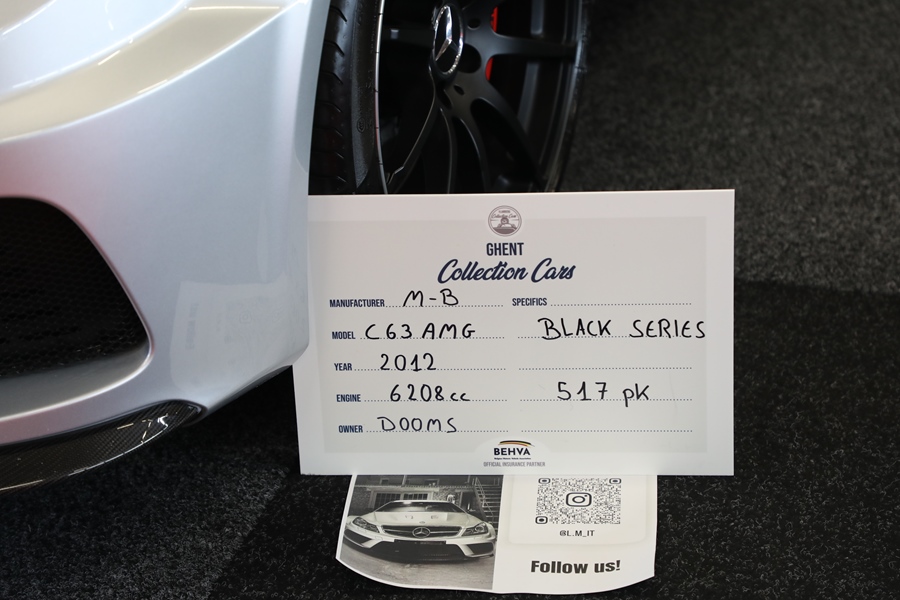 GHENT
Collection Cars
MANUFACTURER M-B SPECIFICS
MODEL C63 AMG BLACK SERIES
YEAR 2012
ENGINE 6208cc 517 pk
OWNER DOOMS
BEHVA
OFFICIAL INSURANCE PARTNER
@L.M_IT
Follow us!